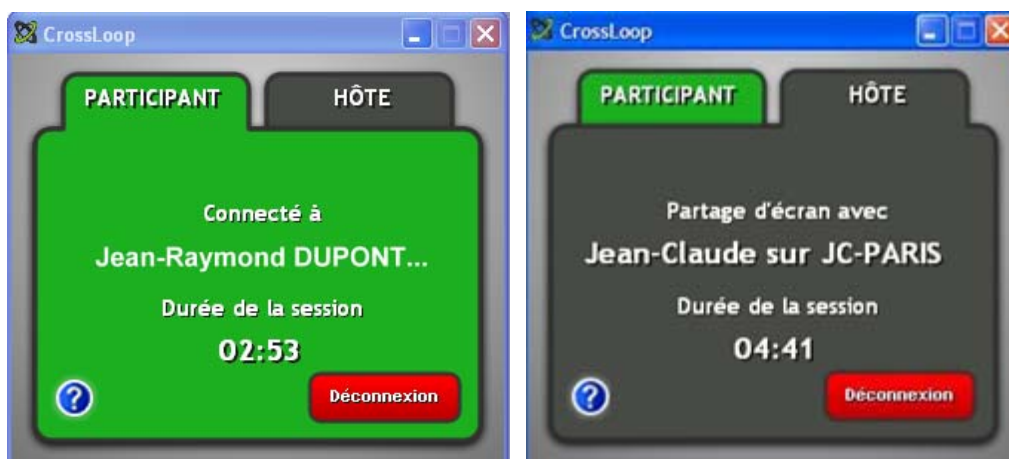 CrossLoop
PARTICIPANT
HÔTE
Connecté à
Jean-Raymond DUPONT...
Durée de la session
02:53
?
Déconnexion
CrossLoop
PARTICIPANT
HÔTE
Partage d'écran avec
Jean-Claude sur JC-PARIS
Durée de la session
04:41
?
Déconnexion